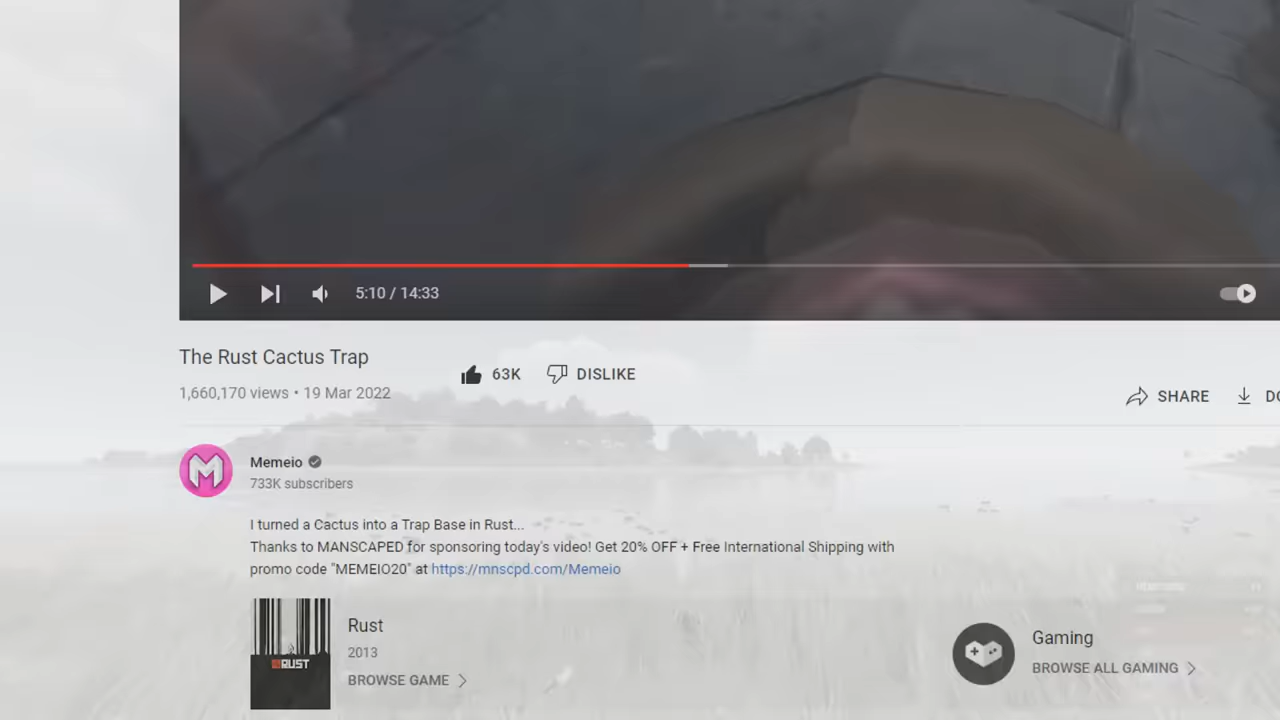 5:10 / 14:33
The Rust Cactus Trap
63K
DISLIKE
1,660,170 views • 19 Mar 2022
SHARE
DO
Memeio
733K subscribers
I turned a Cactus into a Trap Base in Rust...
Thanks to MANSCAPED for sponsoring today's video! Get 20% OFF + Free International Shipping with
promo code "MEMEIO20" at https://mnscpd.com/Memeio
RUST
Rust
2013
BROWSE GAME
Gaming
BROWSE ALL GAMING